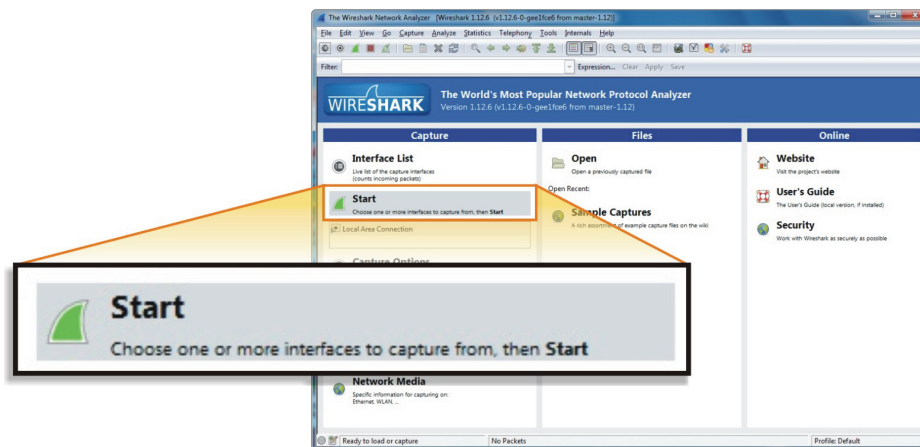 The Wireshark Network Analyzer [Wireshark 1.12.6 (v1.12.6-0-gee1fce6 from master-1.12)]
File Edit View Go Capture Analyze Statistics Telephony Tools Internals Help
Filter:
Expression... Clear Apply Save
WIRESHARK
The World's Most Popular Network Protocol Analyzer
Version 1.12.6 (v1.12.6-0-gee1fce6 from master-1.12)
Capture
Interface List
Live list of the capture interfaces
(counts incoming packets)
Start
Choose one or more interfaces to capture from, then Start
Local Area Connection
Capture Options
Start
Choose one or more interfaces to capture from, then Start
Network Media
Specific information for capturing on:
Ethernet, WLAN, ...
Files
Open
Open a previously captured file
Open Recent:
Sample Captures
A rich assortment of example capture files on the wiki
Online
Website
Visit the project's website
User's Guide
The User's Guide (local version, if installed)
Security
Work with Wireshark as securely as possible
Ready to load or capture
No Packets
Profile: Default